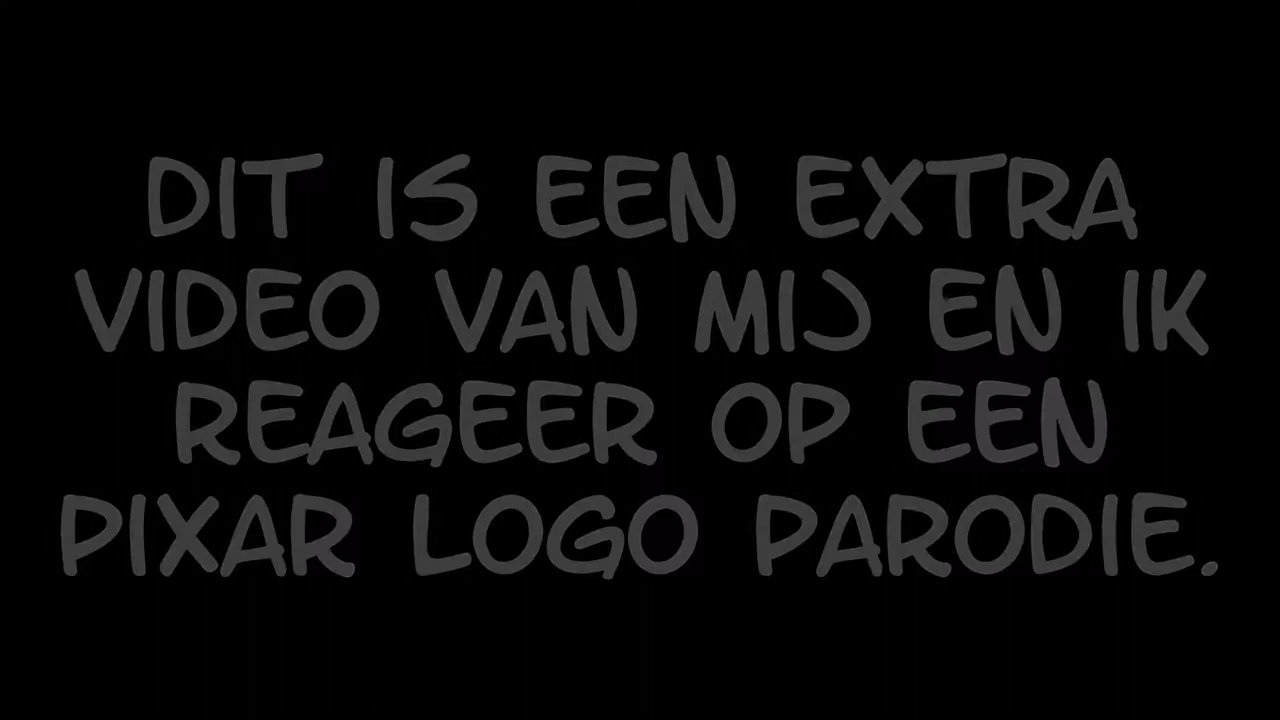 DIT IS EEN EXTRA
VIDEO VAN MIJ EN IK
REAGEER OP EEN
PIXAR LOGO PARODIE.